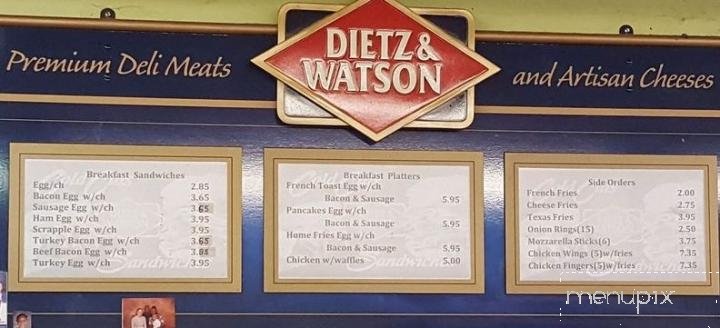 Premium Deli Meats
DIETZ &
WATSON
and Artisan Cheeses
Breakfast Sandwiches
Egg/ch 2.85
Bacon Egg w/ch 3.65
Sausage Egg w/ch 3.65
Ham Egg w/ch 3.95
Scrapple Egg w/ch 3.95
Turkey Bacon Egg w/ch 3.65
Beef Bacon Egg w/ch
Turkey Egg w/ch 3.95
Breakfast Platters
French Toast Egg w/ch
Bacon & Sausage 5.95
Pancakes Egg w/ch
Bacon & Sausage 5.95
Home Fries Egg w/ch
Bacon & Sausage 5.95
Chicken w/waffles 5.00
Side Orders
French Fries 2.00
Cheese Fries 2.75
Texas Fries 3.95
Onion Rings(15) 2.50
Mozzarella Sticks(6) 3.75
Chicken Wings (5)w/fries 7.35
Chicken Fingers(5)w/fries 7.35
menupix